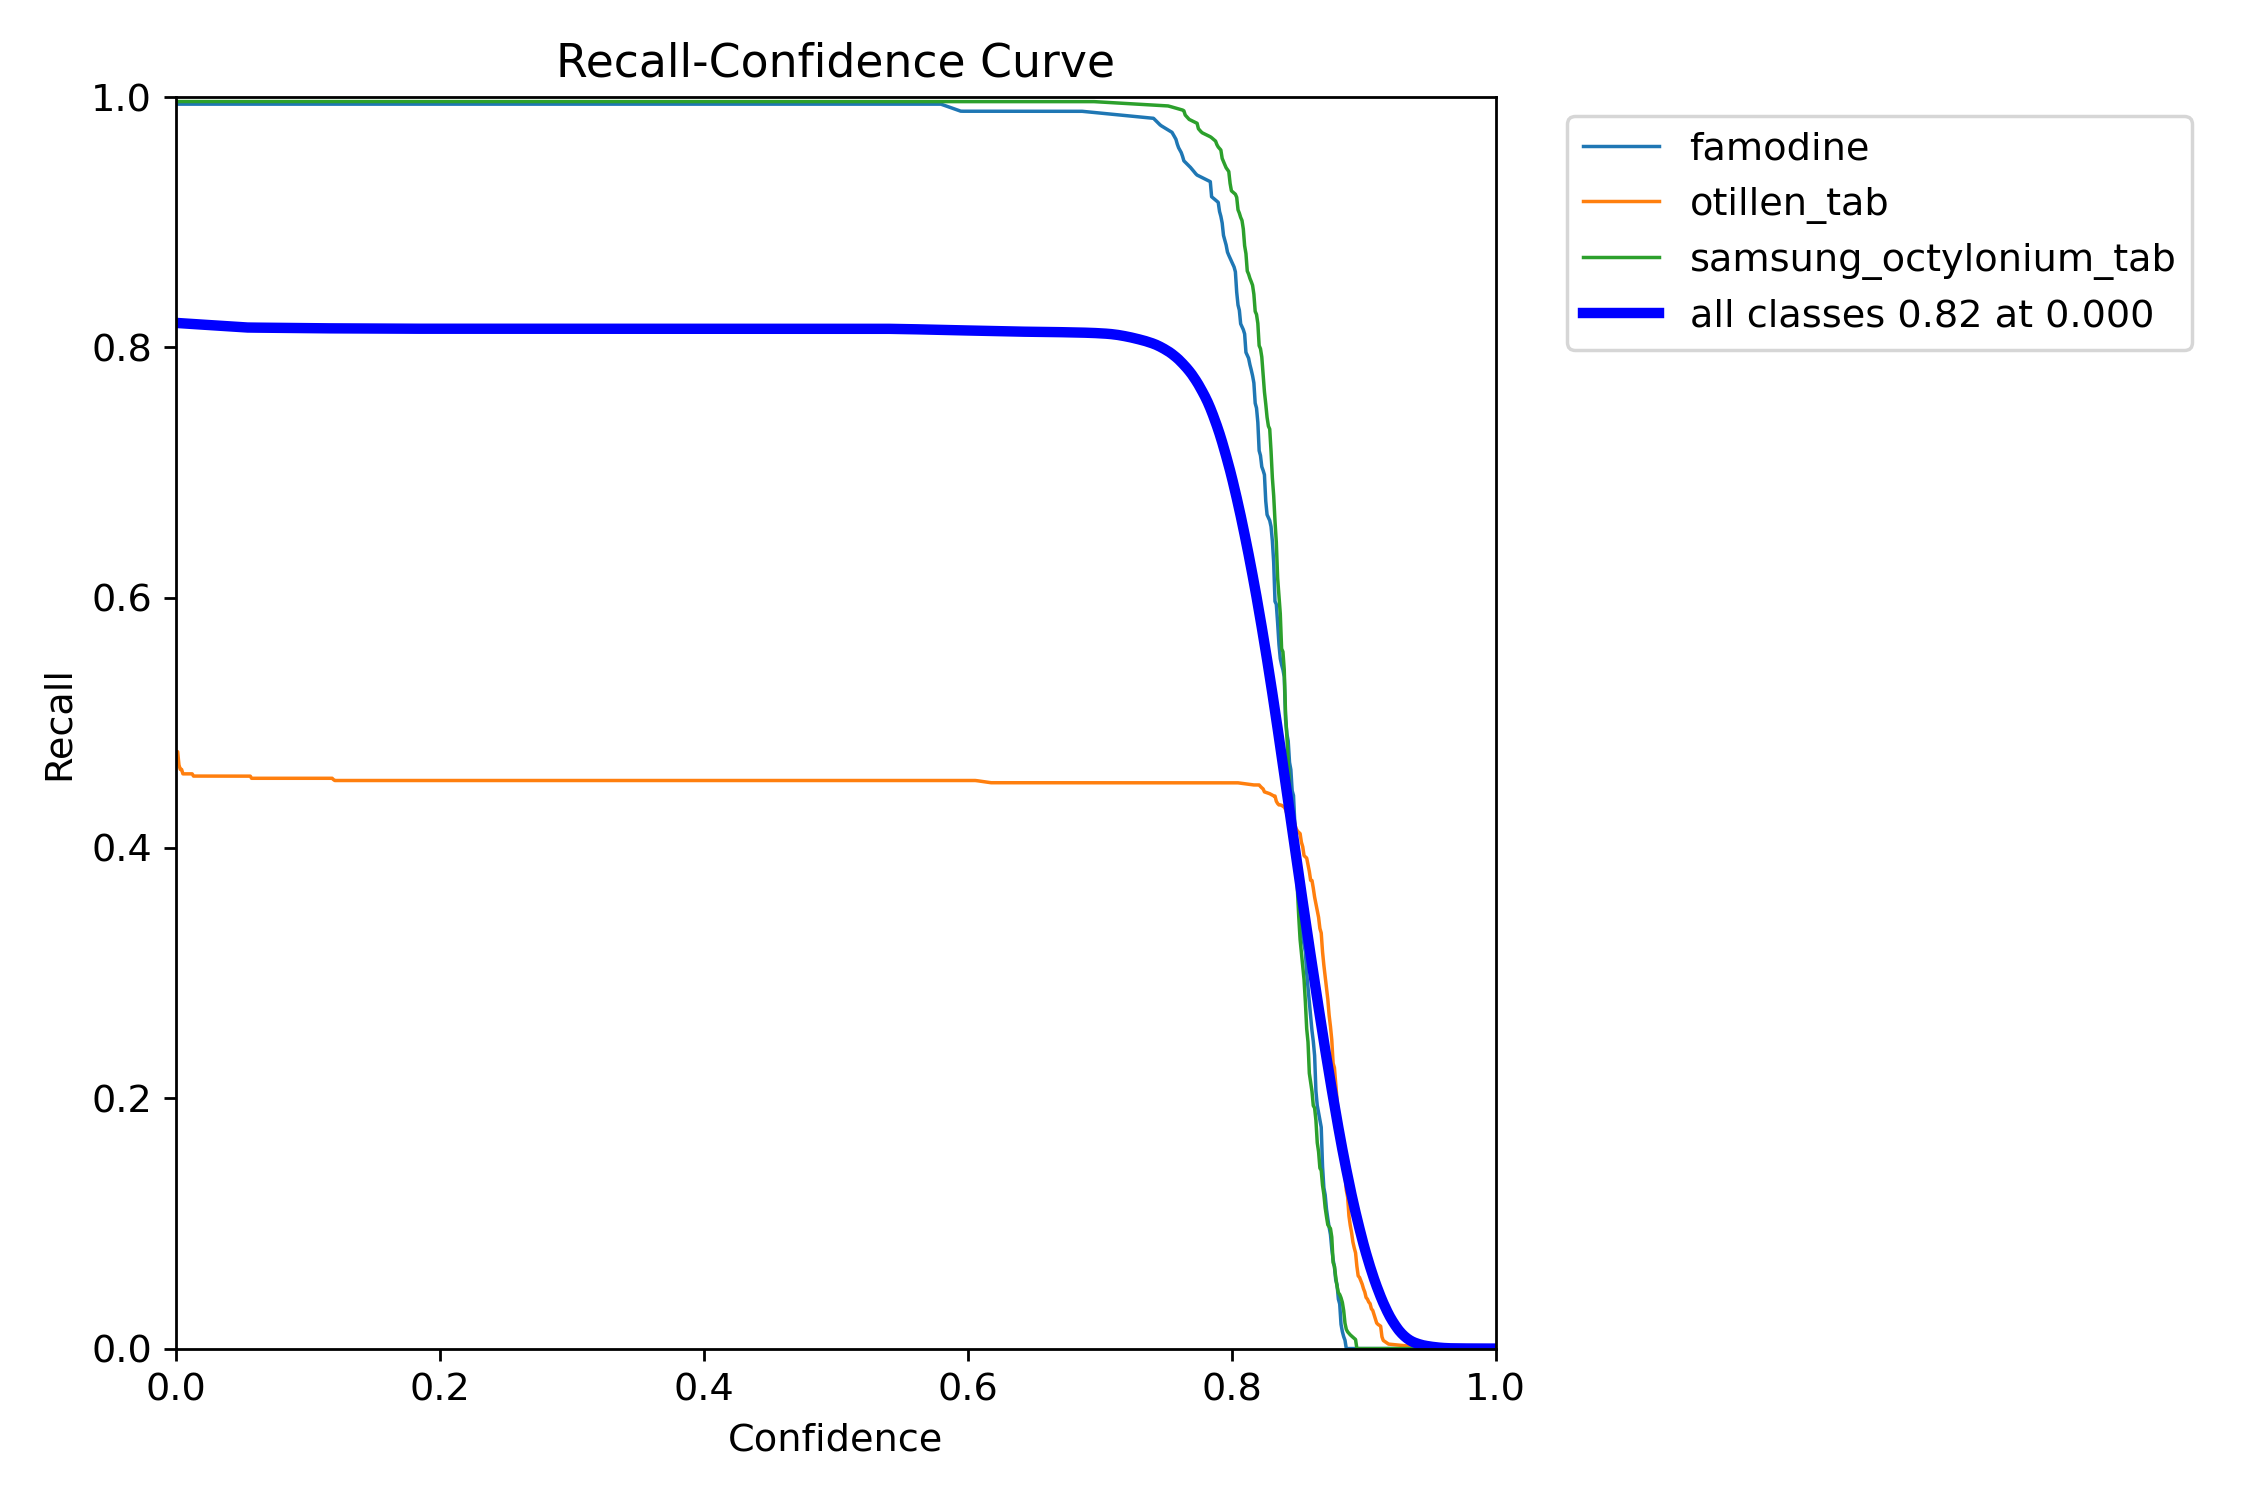 Recall-Confidence Curve
1.0
0.8
0.6
0.4
0.2
0.0
Recall
0.0 0.2 0.4 0.6 0.8 1.0
Confidence
famodine
otillen_tab
samsung_octylonium_tab
all classes 0.82 at 0.000